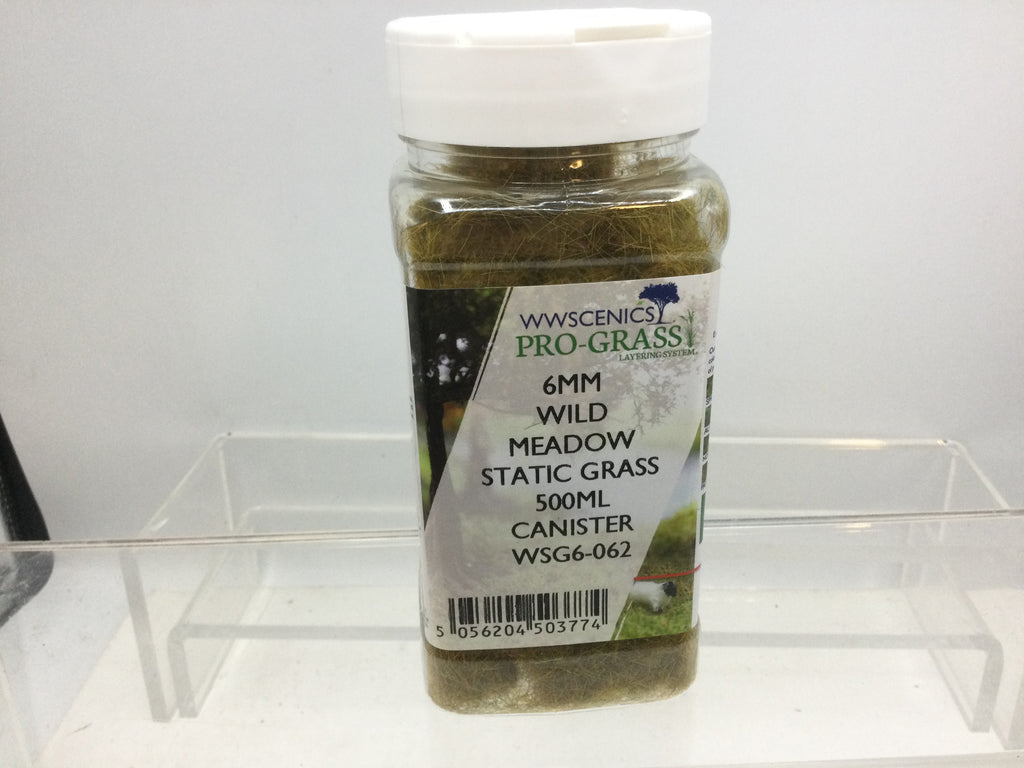 WWSCENICS
PRO-GRASS
LAYERING SYSTEM
6MM
WILD
MEADOW
STATIC GRASS
500ML
CANISTER
WSG6-062
5 056204 503774